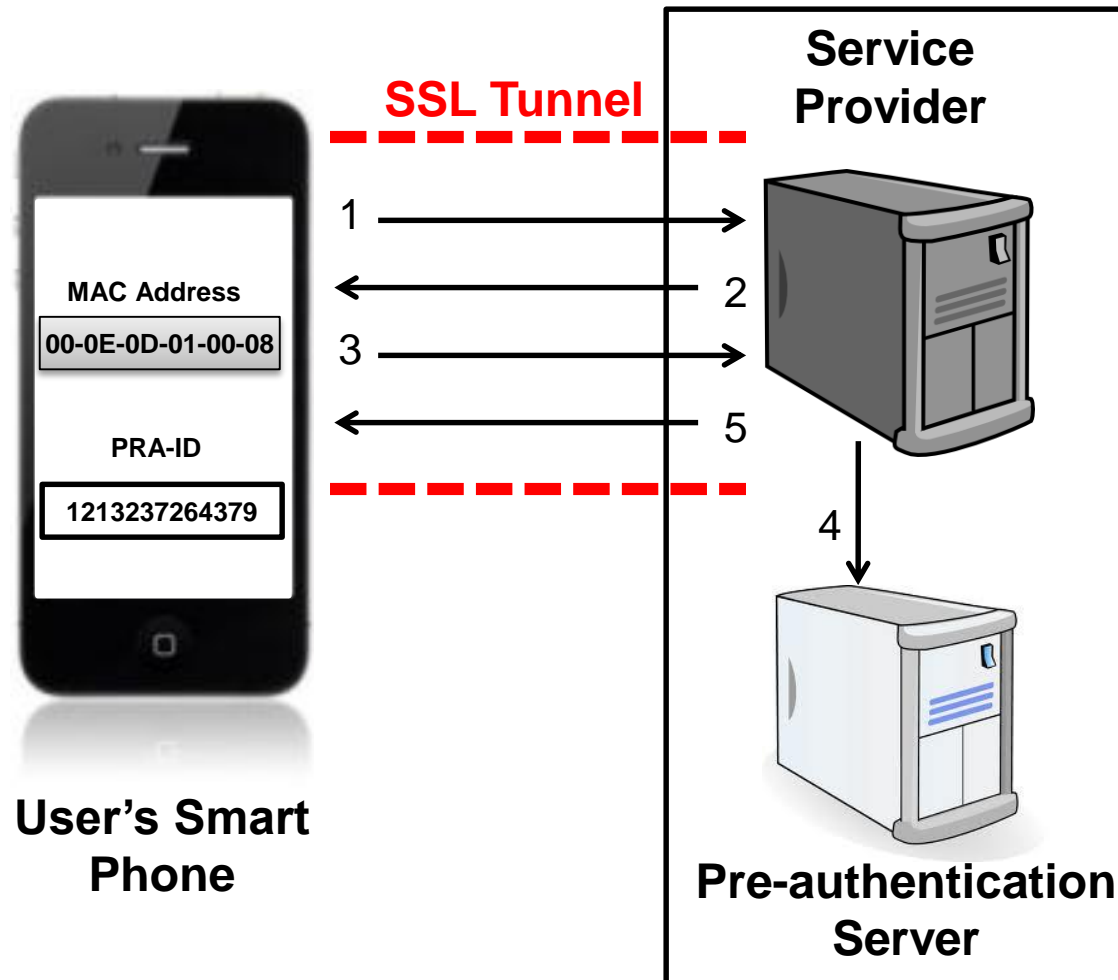 Service
Provider
SSL Tunnel
1
2
3
5
4
MAC Address
00-0E-0D-01-00-08
PRA-ID
1213237264379
User’s Smart
Phone
Pre-authentication
Server